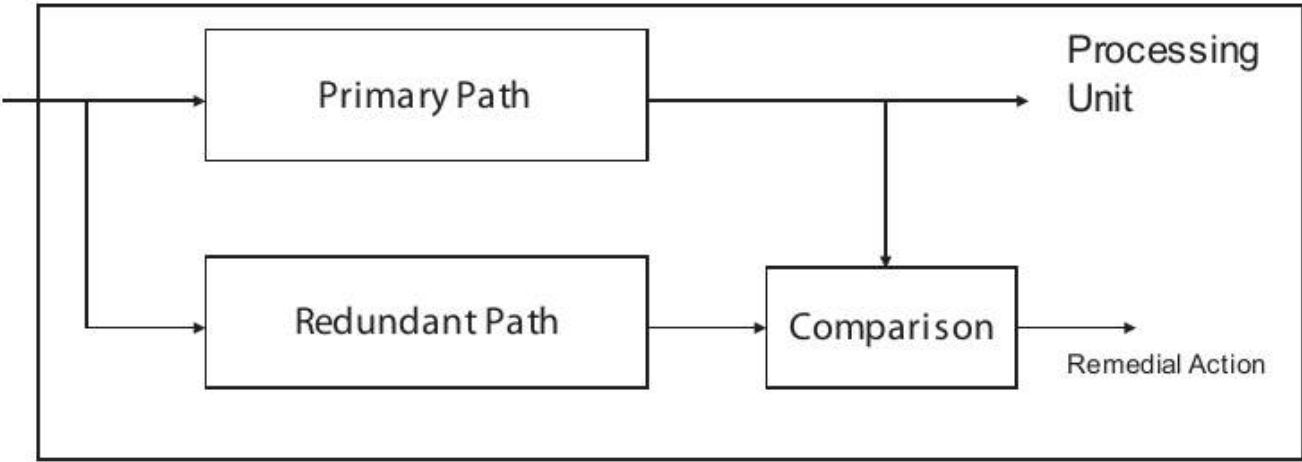 Primary Path
Processing
Unit
Redundant Path
Comparison
Remedial Action